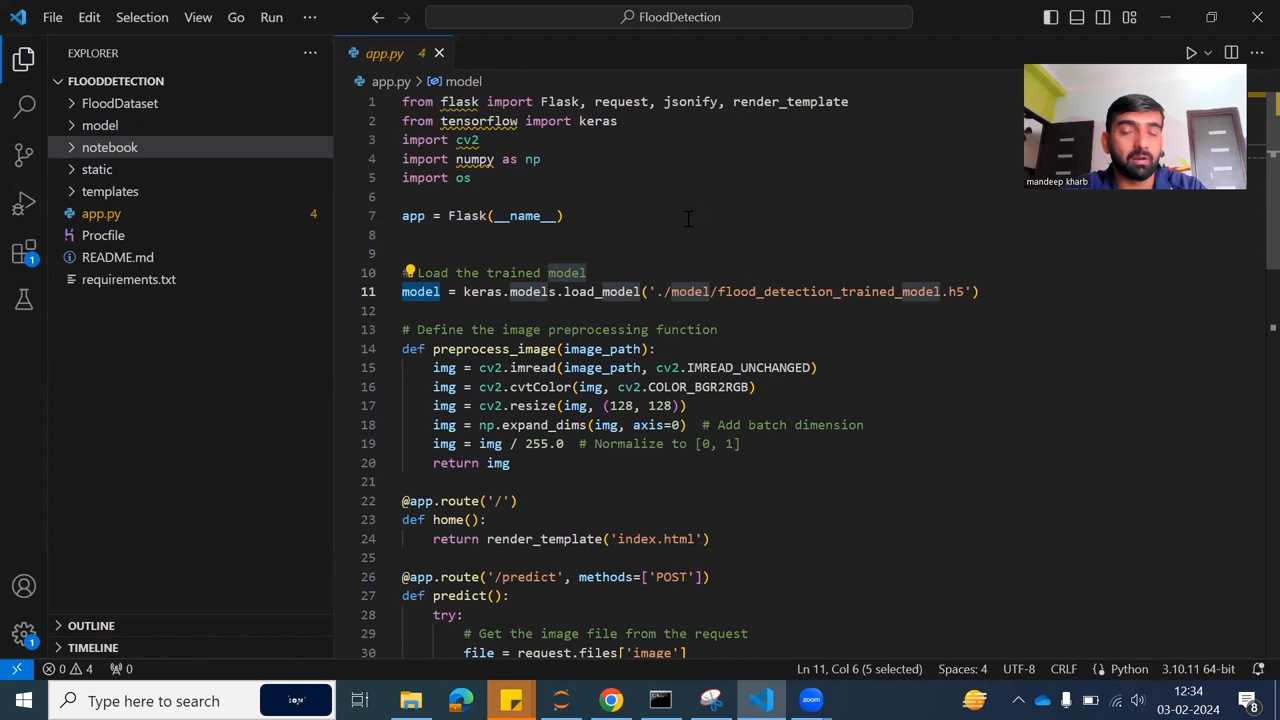 File Edit Selection View Go Run ···
FloodDetection
EXPLORER
FLOODDETECTION
FloodDataset
model
notebook
static
templates
app.py 4
Procfile
README.md
requirements.txt
OUTLINE
TIMELINE
app.py 4
app.py > model
1 from flask import Flask, request, jsonify, render_template
2 from tensorflow import keras
3 import cv2
4 import numpy as np
5 import os
6
7 app = Flask(__name__)
8
9
10 # Load the trained model
11 model = keras.models.load_model('./model/flood_detection_trained_model.h5')
12
13 # Define the image preprocessing function
14 def preprocess_image(image_path):
15 img = cv2.imread(image_path, cv2.IMREAD_UNCHANGED)
16 img = cv2.cvtColor(img, cv2.COLOR_BGR2RGB)
17 img = cv2.resize(img, (128, 128))
18 img = np.expand_dims(img, axis=0) # Add batch dimension
19 img = img / 255.0 # Normalize to [0, 1]
20 return img
21
22 @app.route('/')
23 def home():
24 return render_template('index.html')
25
26 @app.route('/predict', methods=['POST'])
27 def predict():
28 try:
29 # Get the image file from the request
30 file = request.files['image']
mandeep kharb
1
1
0 4 0
Ln 11, Col 6 (5 selected) Spaces: 4 UTF-8 CRLF Python 3.10.11 64-bit
Type here to search
zoom
12:34
03-02-2024
8